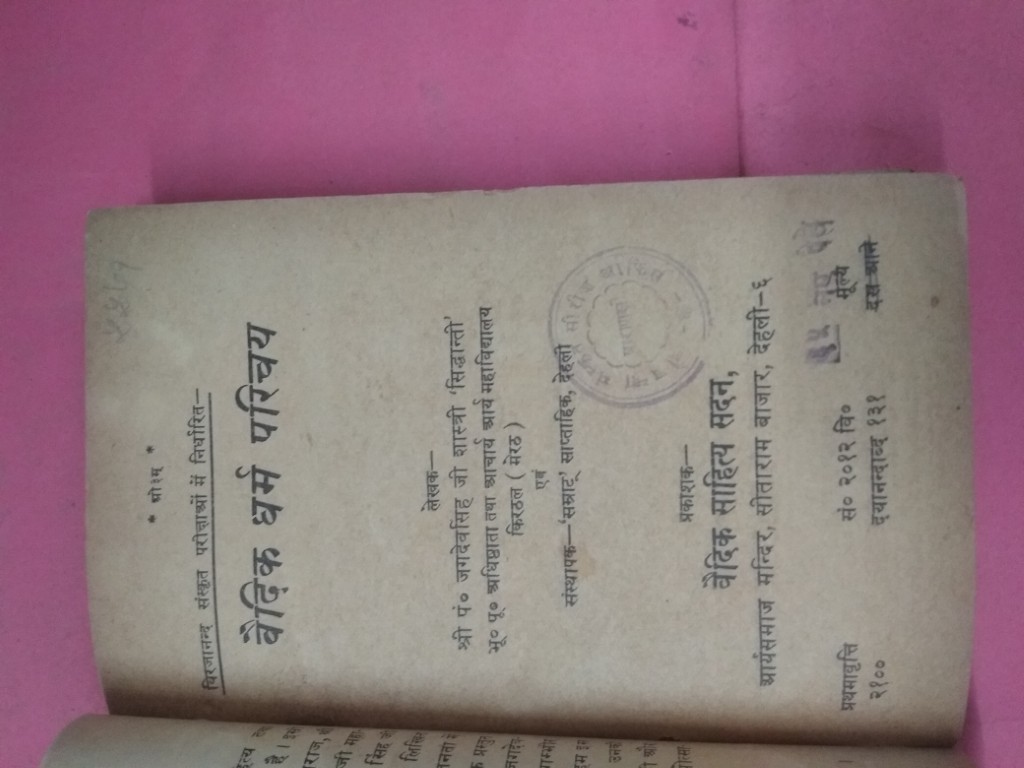 * ओ३म् *
विरजानन्द संस्कृत परीक्षाओं में निर्धारित—
वैदिक धर्म परिचय
लेखक—
श्री पं० जगदेवसिंह जी शास्त्री 'सिद्धान्ती'
भू० पू० अधिष्ठाता तथा आचार्य आर्य महाविद्यालय
किरठल ( मेरठ )
एवं
संस्थापक—'सम्राट्' साप्ताहिक, देहली
प्रकाशक—
वैदिक साहित्य सदन,
आर्यसमाज मन्दिर, सीताराम बाजार, देहली-६
प्रथमावृत्ति
२१००
सं० २०१२ वि०
दयानन्दाब्द १३१
नए पैसे
मूल्य
दस आने